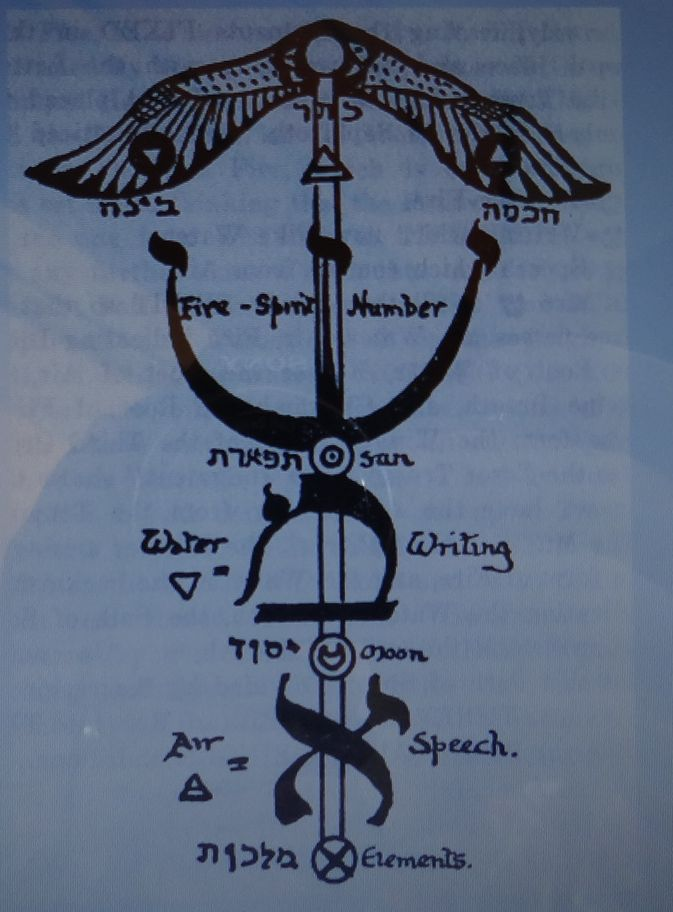 כתר
בינה חכמה
ש
Fire - Spirit Number
תפארת Sun
מ
Water = Writing
יסוד Moon
א
Air = Speech.
מלכות Elements.